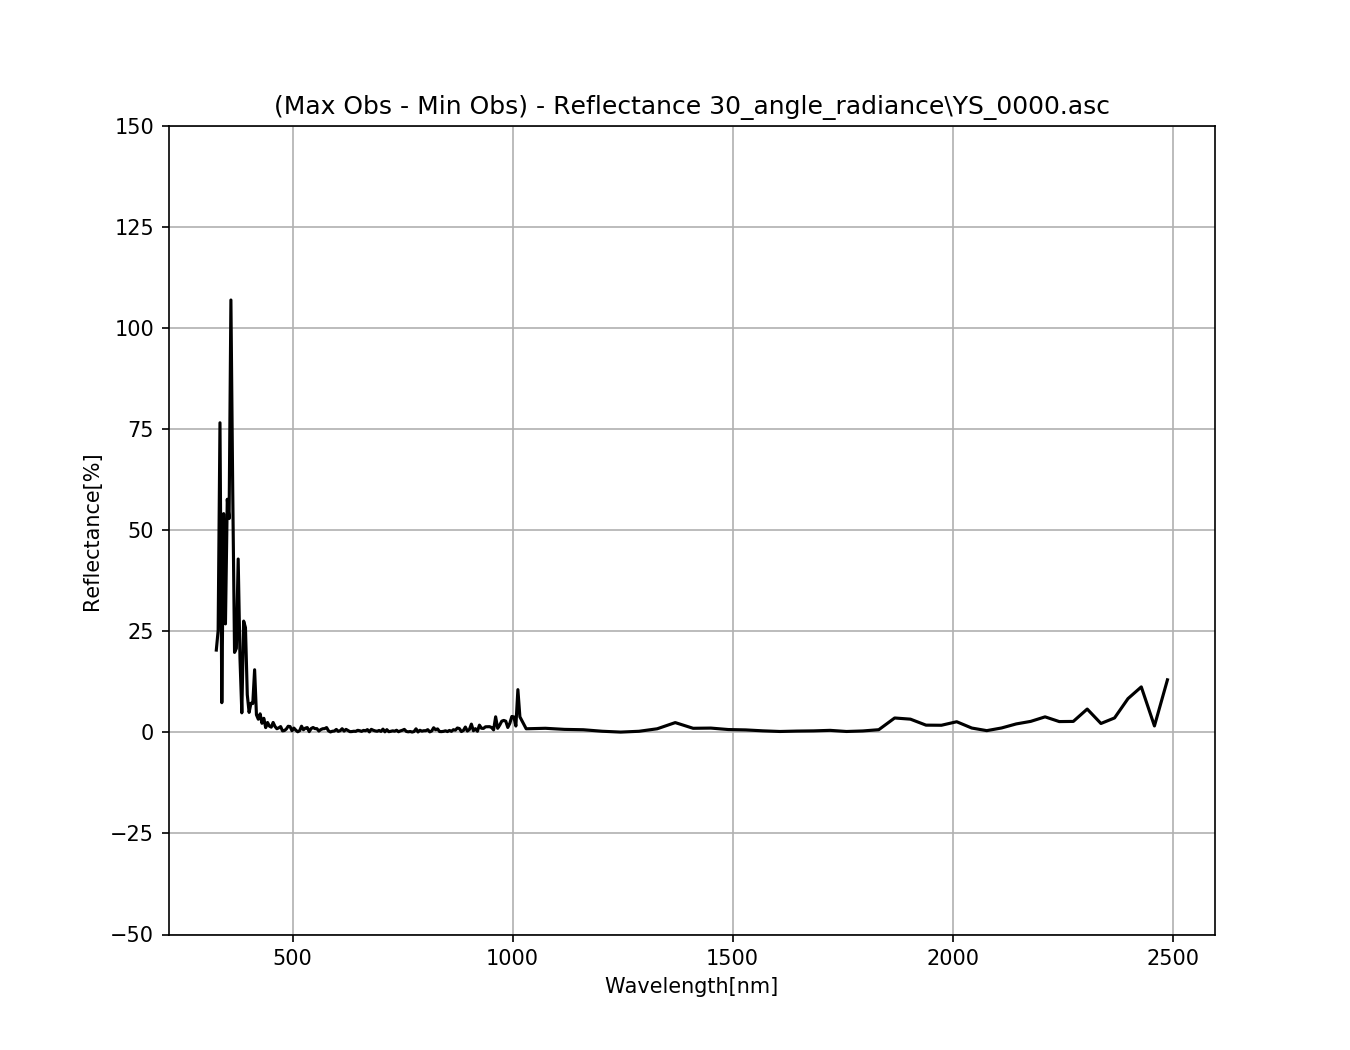 (Max Obs - Min Obs) - Reflectance 30_angle_radiance\YS_0000.asc
150
125
100
75
50
25
0
−25
−50
Reflectance[%]
500 1000 1500 2000 2500
Wavelength[nm]